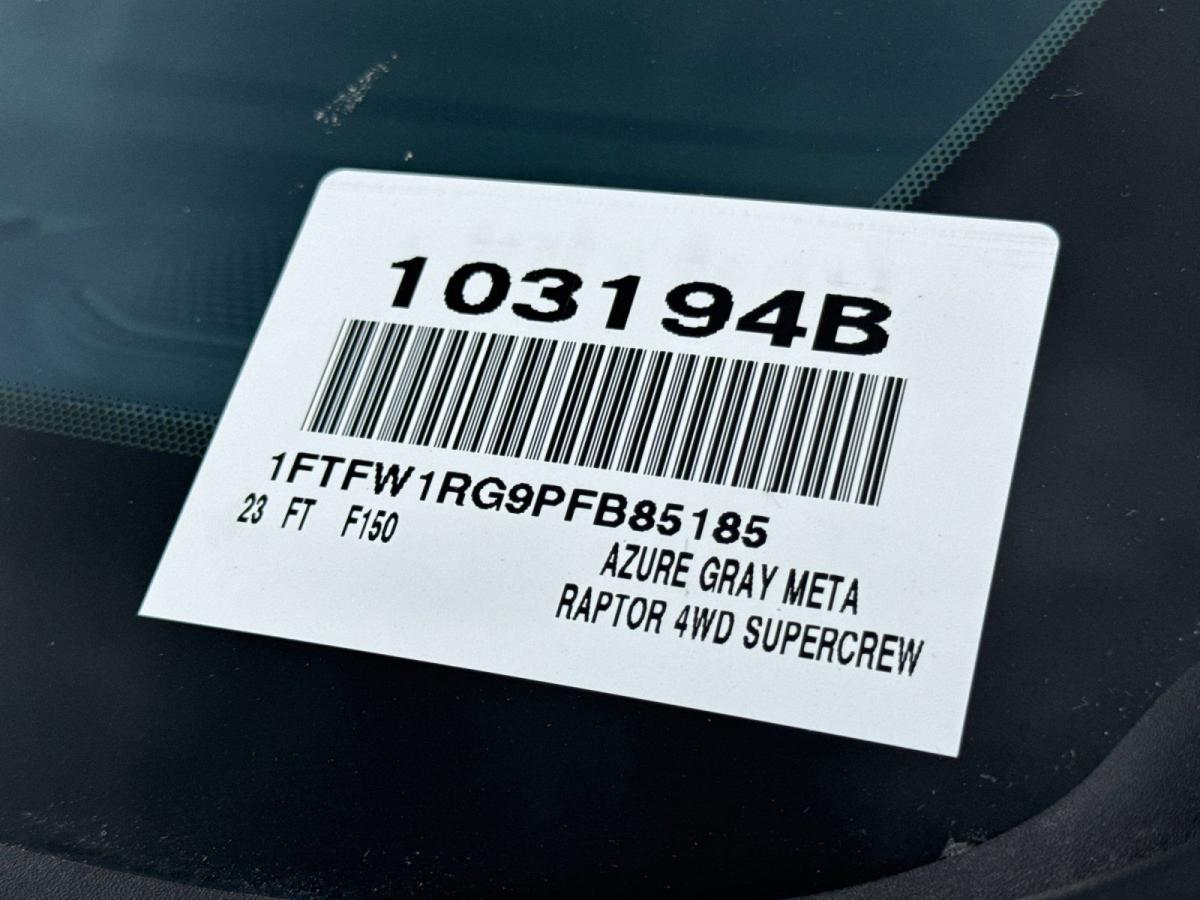 103194B
1FTFW1RG9PFB85185
23 FT F150
AZURE GRAY META
RAPTOR 4WD SUPERCREW